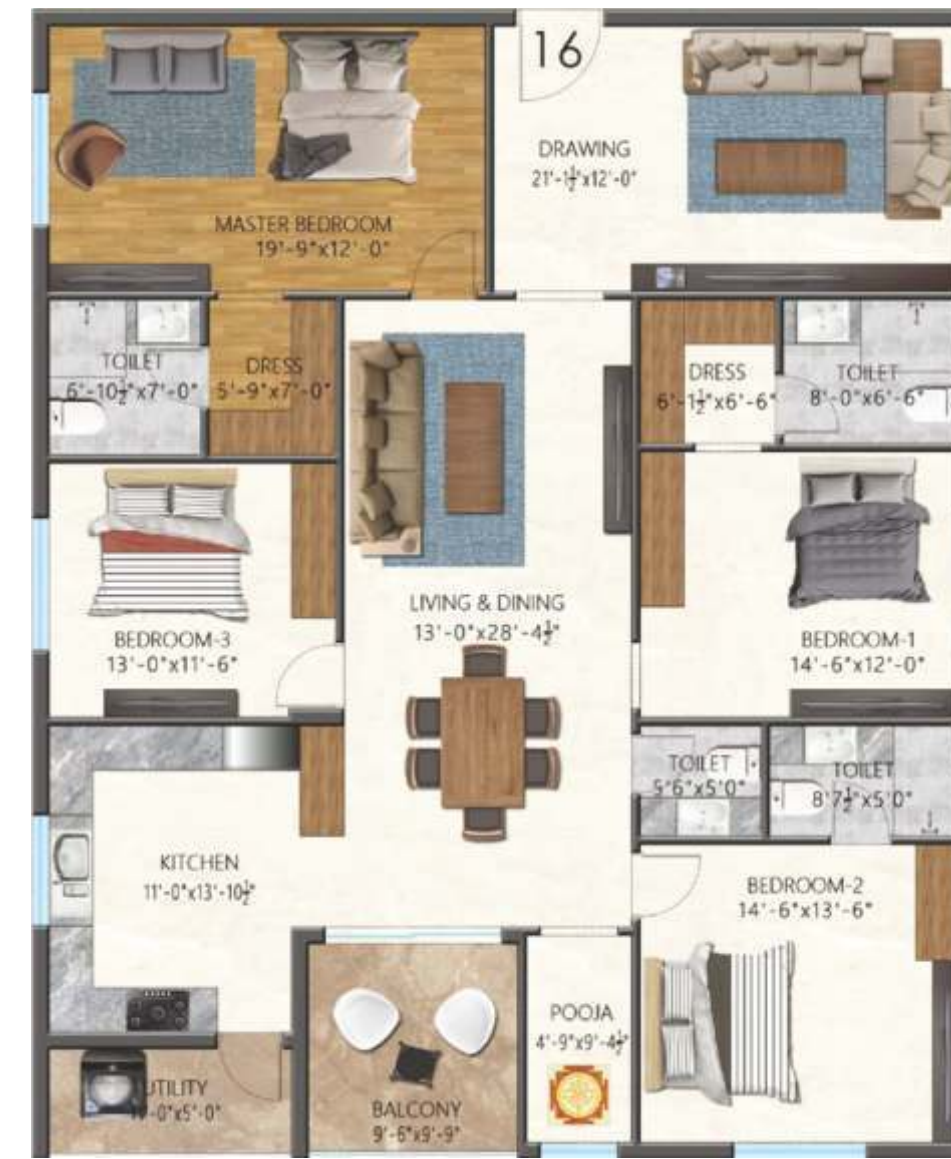 16
DRAWING
21'-1½"x12'-0"
MASTER BEDROOM
19'-9"x12'-0"
TOILET
6'-10½"x7'-0"
DRESS
5'-9"x7'-0"
DRESS
6'-1½"x6'-6"
TOILET
8'-0"x6'-6"
LIVING & DINING
13'-0"x28'-4½"
BEDROOM-3
13'-0"x11'-6"
BEDROOM-1
14'-6"x12'-0"
TOILET
5'6"x5'0"
TOILET
8'7½"x5'0"
KITCHEN
11'-0"x13'-10½"
BEDROOM-2
14'-6"x13'-6"
POOJA
4'-9"x9'-4½"
UTILITY
BALCONY
9'-6"x9'-9"